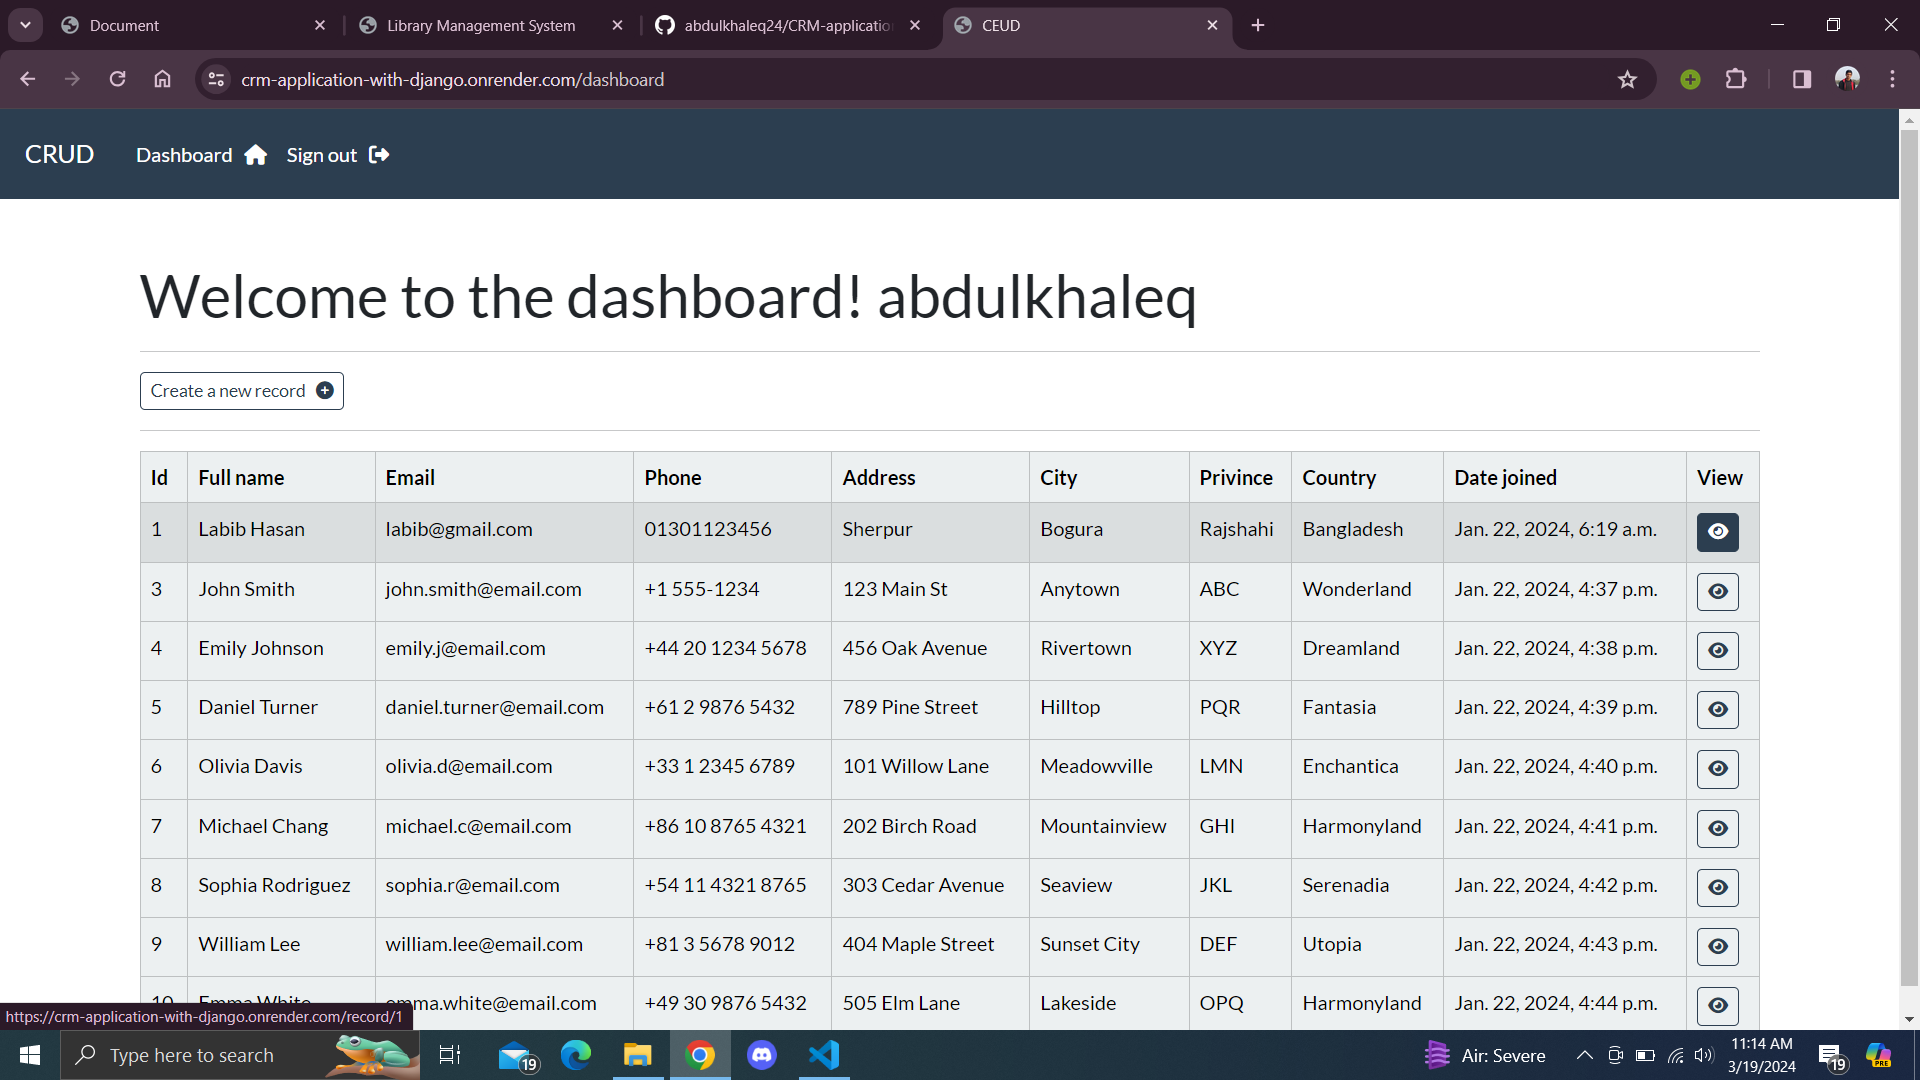 Document
Library Management System
abdulkhaleq24/CRM-applicatio
CEUD
crm-application-with-django.onrender.com/dashboard
CRUD Dashboard Sign out
Welcome to the dashboard! abdulkhaleq
Create a new record
Id Full name Email Phone Address City Privince Country Date joined View
1 Labib Hasan labib@gmail.com 01301123456 Sherpur Bogura Rajshahi Bangladesh Jan. 22, 2024, 6:19 a.m.
3 John Smith john.smith@email.com +1 555-1234 123 Main St Anytown ABC Wonderland Jan. 22, 2024, 4:37 p.m.
4 Emily Johnson emily.j@email.com +44 20 1234 5678 456 Oak Avenue Rivertown XYZ Dreamland Jan. 22, 2024, 4:38 p.m.
5 Daniel Turner daniel.turner@email.com +61 2 9876 5432 789 Pine Street Hilltop PQR Fantasia Jan. 22, 2024, 4:39 p.m.
6 Olivia Davis olivia.d@email.com +33 1 2345 6789 101 Willow Lane Meadowville LMN Enchantica Jan. 22, 2024, 4:40 p.m.
7 Michael Chang michael.c@email.com +86 10 8765 4321 202 Birch Road Mountainview GHI Harmonyland Jan. 22, 2024, 4:41 p.m.
8 Sophia Rodriguez sophia.r@email.com +54 11 4321 8765 303 Cedar Avenue Seaview JKL Serenadia Jan. 22, 2024, 4:42 p.m.
9 William Lee william.lee@email.com +81 3 5678 9012 404 Maple Street Sunset City DEF Utopia Jan. 22, 2024, 4:43 p.m.
10 Emma White emma.white@email.com +49 30 9876 5432 505 Elm Lane Lakeside OPQ Harmonyland Jan. 22, 2024, 4:44 p.m.
https://crm-application-with-django.onrender.com/record/1
Type here to search
19
Air: Severe
11:14 AM
3/19/2024
19
PRE